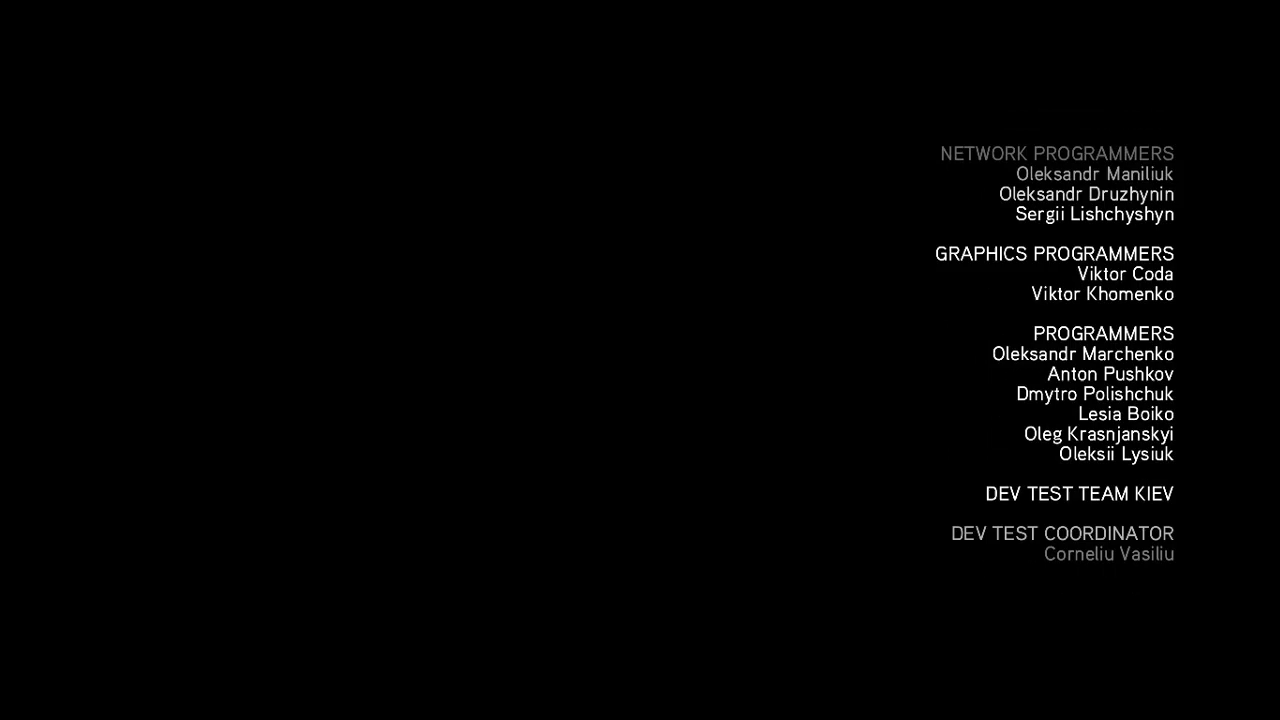 NETWORK PROGRAMMERS
Oleksandr Maniliuk
Oleksandr Druzhynin
Sergii Lishchyshyn
GRAPHICS PROGRAMMERS
Viktor Coda
Viktor Khomenko
PROGRAMMERS
Oleksandr Marchenko
Anton Pushkov
Dmytro Polishchuk
Lesia Boiko
Oleg Krasnjanskyi
Oleksii Lysiuk
DEV TEST TEAM KIEV
DEV TEST COORDINATOR
Corneliu Vasiliu